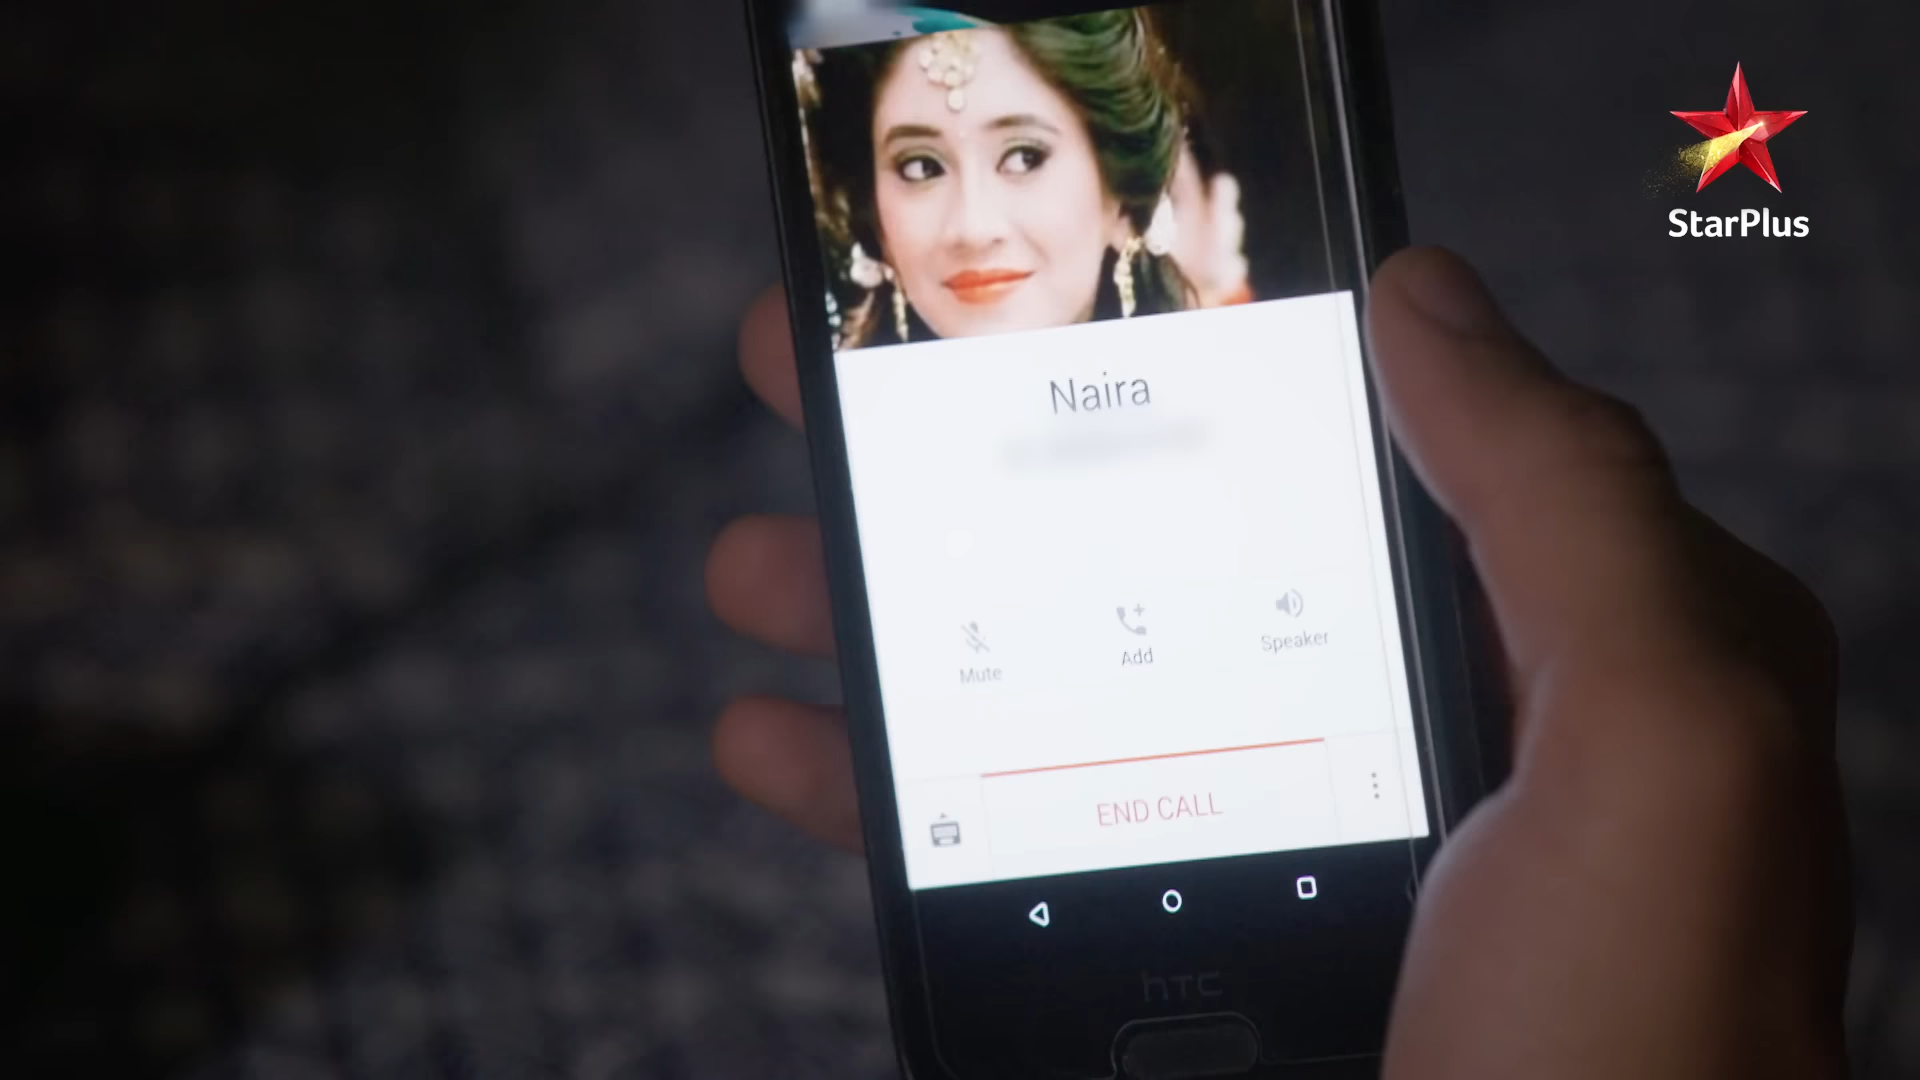 StarPlus
Naira
Mute
Add
Speaker
END CALL
hTC